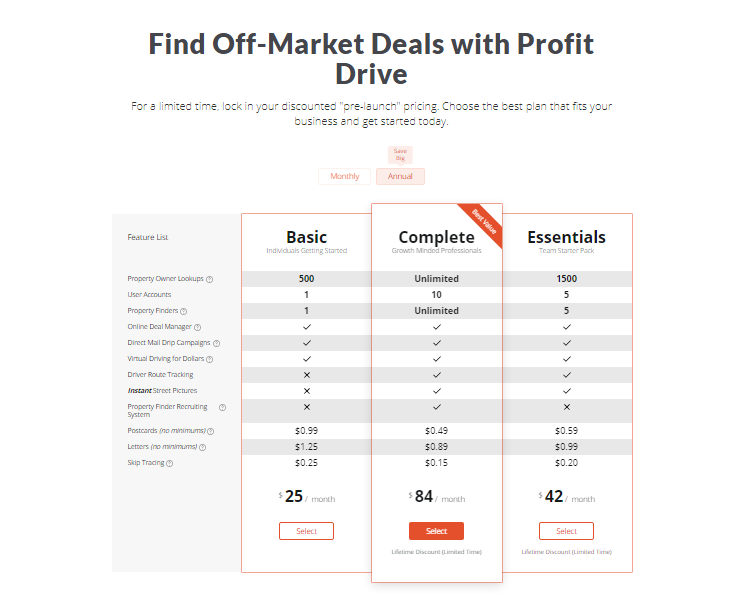 Find Off-Market Deals with Profit
Drive
For a limited time, lock in your discounted "pre-launch" pricing. Choose the best plan that fits your
business and get started today.
Save
Big
Monthly Annual
Best Value
Feature List Basic Complete Essentials
Individuals Getting Started Growth Minded Professionals Team Starter Pack
Property Owner Lookups ? 500 Unlimited 1500
User Accounts 1 10 5
Property Finders ? 1 Unlimited 5
Online Deal Manager ? ✓ ✓ ✓
Direct Mail Drip Campaigns ? ✓ ✓ ✓
Virtual Driving for Dollars ? ✓ ✓ ✓
Driver Route Tracking ✕ ✓ ✓
Instant Street Pictures ✕ ✓ ✓
Property Finder Recruiting ? ✕ ✓ ✕
System
Postcards (no minimums) ? $0.99 $0.49 $0.59
Letters (no minimums) ? $1.25 $0.89 $0.99
Skip Tracing ? $0.25 $0.15 $0.20
$ 25 / month $ 84 / month $ 42 / month
Select Select Select
Lifetime Discount (Limited Time) Lifetime Discount (Limited Time)